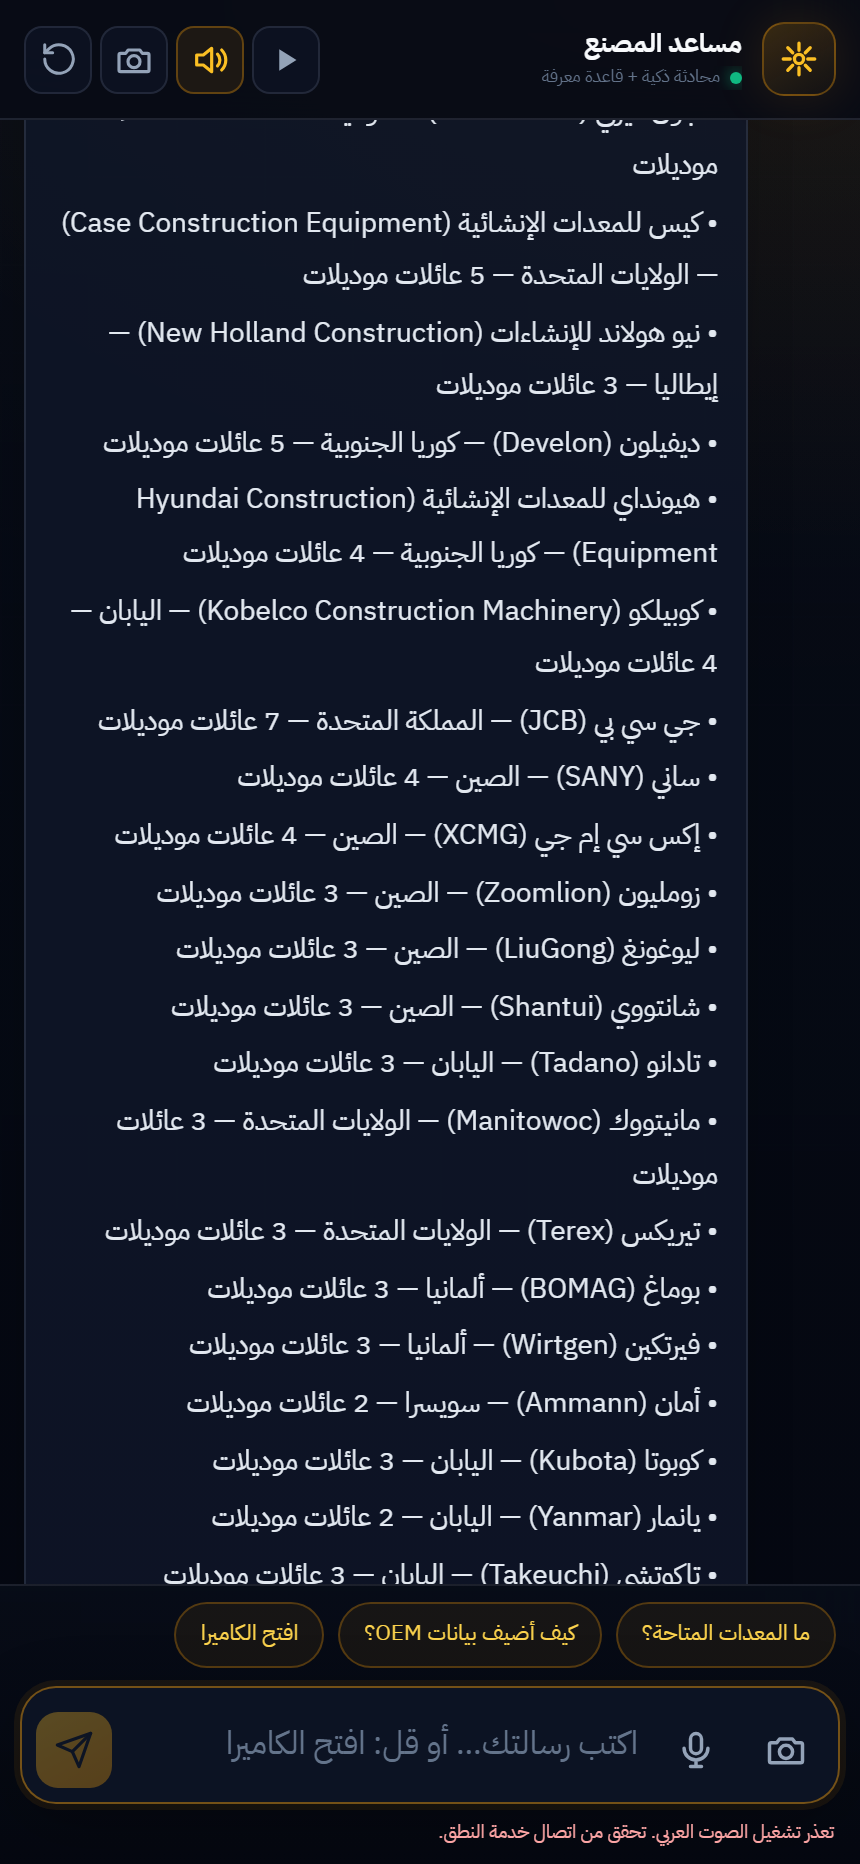 مساعد المصنع
محادثة ذكية + قاعدة معرفة
موديلات
• كيس للمعدات الإنشائية (Case Construction Equipment)
— الولايات المتحدة — 5 عائلات موديلات
• نيو هولاند للإنشاءات (New Holland Construction) —
إيطاليا — 3 عائلات موديلات
• ديفيلون (Develon) — كوريا الجنوبية — 5 عائلات موديلات
• هيونداي للمعدات الإنشائية (Hyundai Construction
Equipment) — كوريا الجنوبية — 4 عائلات موديلات
• كوبيلكو (Kobelco Construction Machinery) — اليابان —
4 عائلات موديلات
• جي سي بي (JCB) — المملكة المتحدة — 7 عائلات موديلات
• ساني (SANY) — الصين — 4 عائلات موديلات
• إكس سي إم جي (XCMG) — الصين — 4 عائلات موديلات
• زومليون (Zoomlion) — الصين — 3 عائلات موديلات
• ليوغونغ (LiuGong) — الصين — 3 عائلات موديلات
• شانتووي (Shantui) — الصين — 3 عائلات موديلات
• تادانو (Tadano) — اليابان — 3 عائلات موديلات
• مانيتووك (Manitowoc) — الولايات المتحدة — 3 عائلات
موديلات
• تيريكس (Terex) — الولايات المتحدة — 3 عائلات موديلات
• بوماغ (BOMAG) — ألمانيا — 3 عائلات موديلات
• فيرتكين (Wirtgen) — ألمانيا — 3 عائلات موديلات
• أمان (Ammann) — سويسرا — 2 عائلات موديلات
• كوبوتا (Kubota) — اليابان — 3 عائلات موديلات
• يانمار (Yanmar) — اليابان — 2 عائلات موديلات
• تاكوتشي (Takeuchi) — اليابان — 3 عائلات موديلات
ما المعدات المتاحة؟
كيف أضيف بيانات OEM؟
افتح الكاميرا
اكتب رسالتك... أو قل: افتح الكاميرا
تعذر تشغيل الصوت العربي. تحقق من اتصال خدمة النطق.